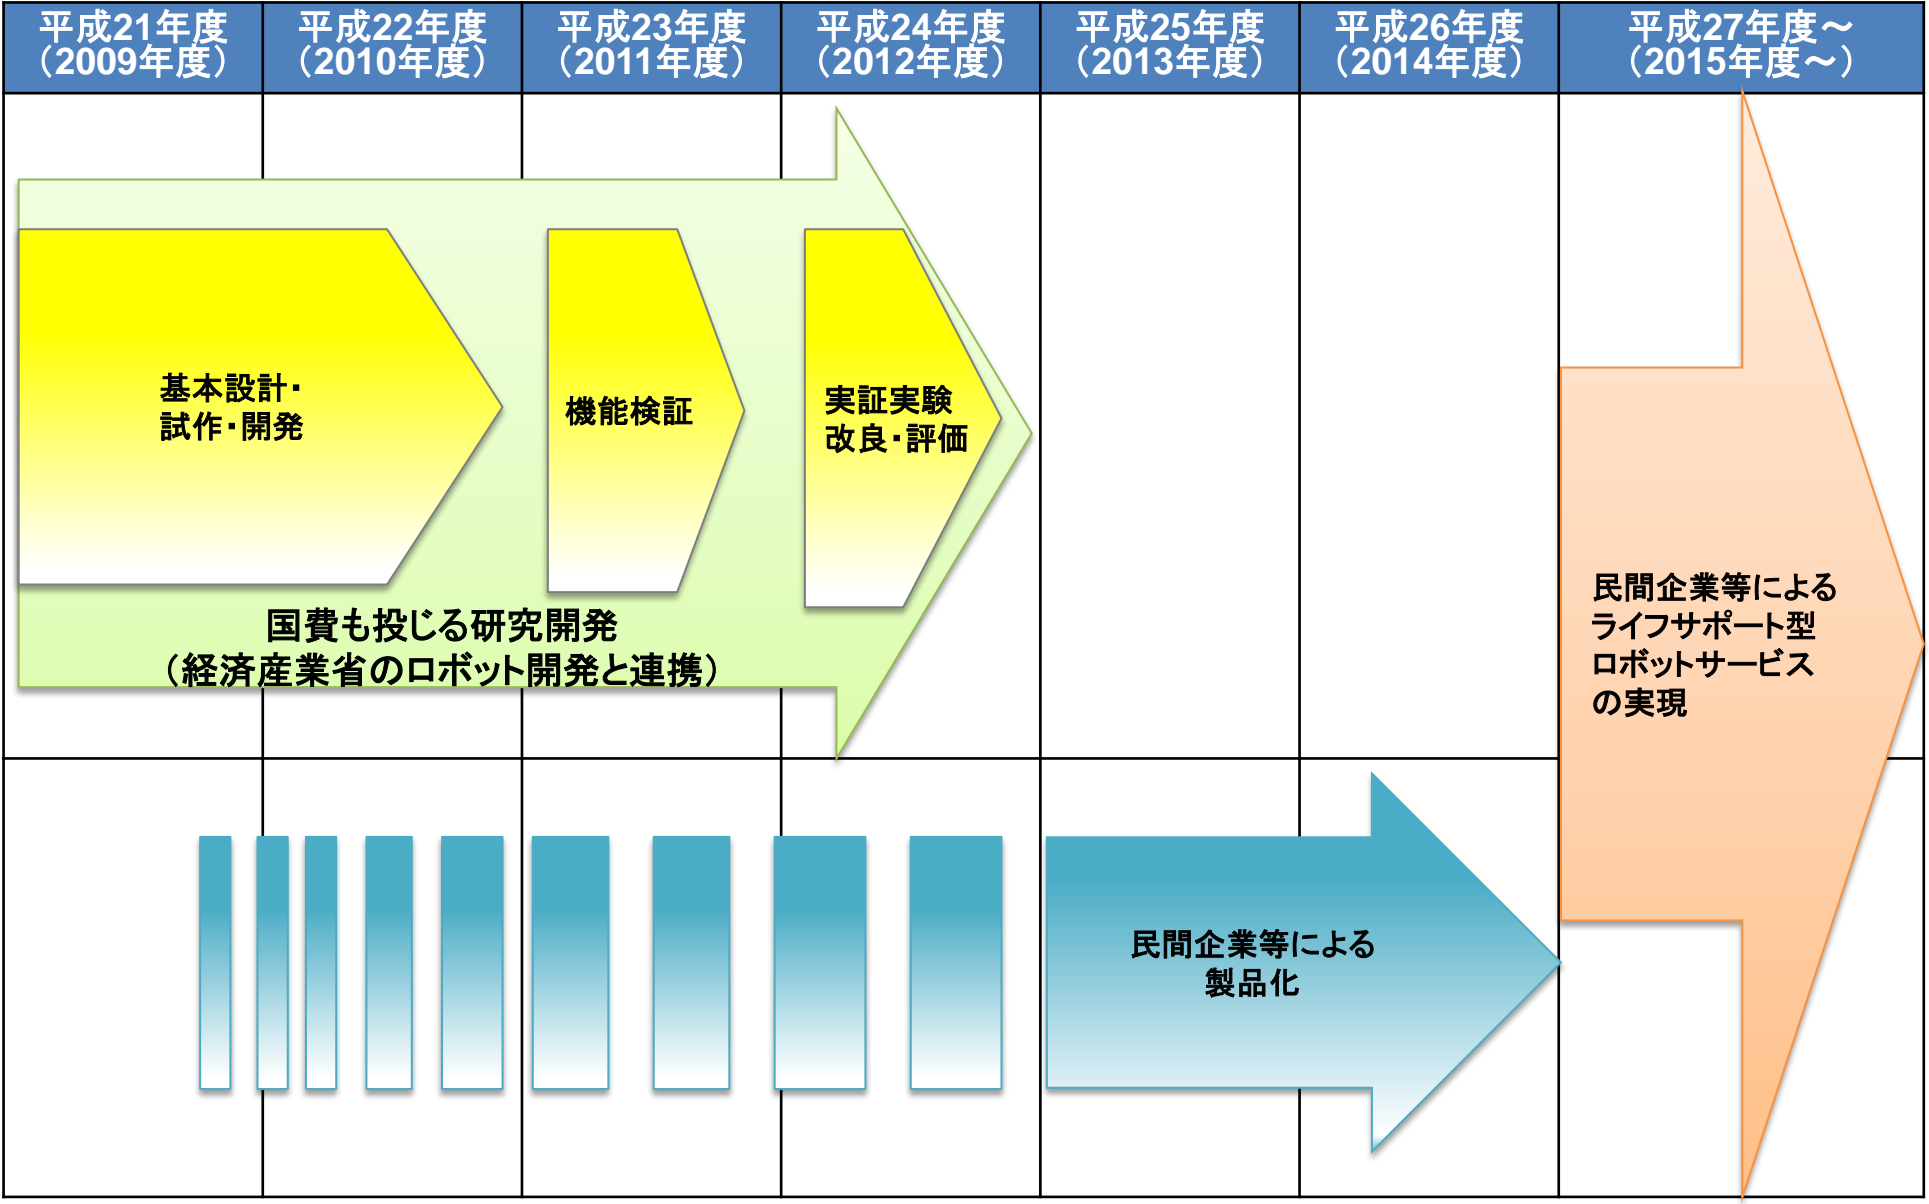 平成21年度
（2009年度）
平成22年度
（2010年度）
平成23年度
（2011年度）
平成24年度
（2012年度）
平成25年度
（2013年度）
平成26年度
（2014年度）
平成27年度～
（2015年度～）
基本設計・
試作・開発
機能検証
実証実験
改良・評価
国費も投じる研究開発
（経済産業省のロボット開発と連携）
民間企業等による
ライフサポート型
ロボットサービス
の実現
民間企業等による
製品化